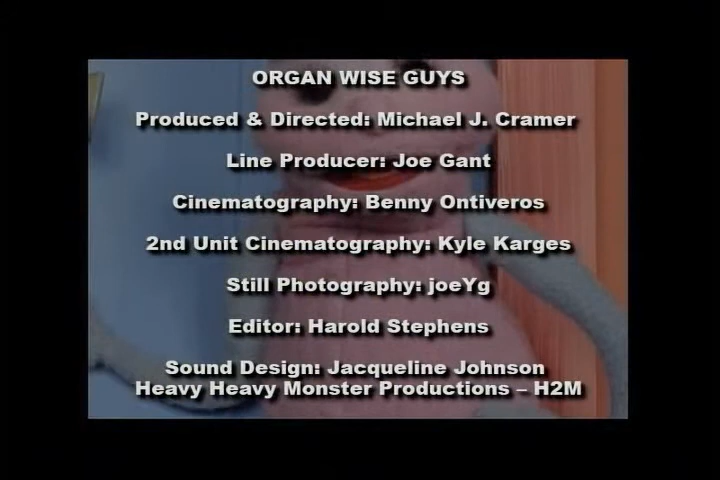 ORGAN WISE GUYS
Produced & Directed: Michael J. Cramer
Line Producer: Joe Gant
Cinematography: Benny Ontiveros
2nd Unit Cinematography: Kyle Karges
Still Photography: joeYg
Editor: Harold Stephens
Sound Design: Jacqueline Johnson
Heavy Heavy Monster Productions – H2M